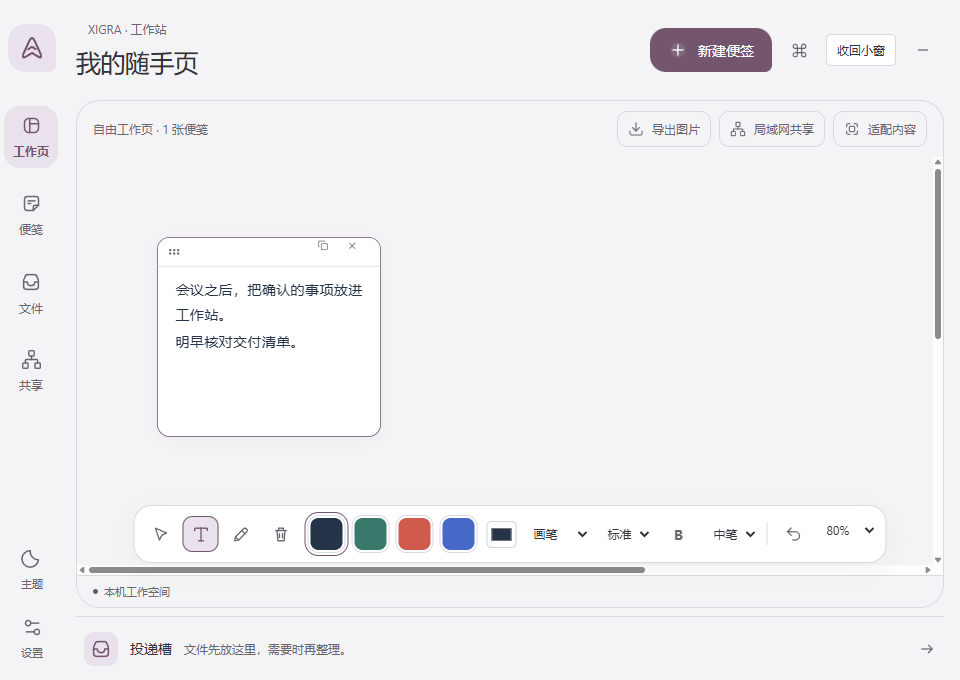 XIGRA · 工作站
我的随手页
新建便签
收回小窗
工作页
便笺
文件
共享
主题
设置
自由工作页 · 1 张便笺
导出图片
局域网共享
适配内容
会议之后，把确认的事项放进
工作站。
明早核对交付清单。
画笔
标准
B
中笔
80%
本机工作空间
投递槽 文件先放这里，需要时再整理。